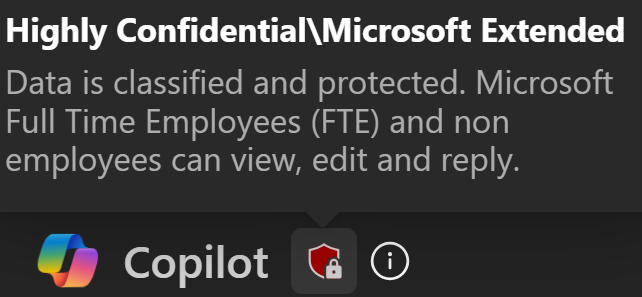 Highly Confidential\Microsoft Extended
Data is classified and protected. Microsoft
Full Time Employees (FTE) and non
employees can view, edit and reply.
Copilot